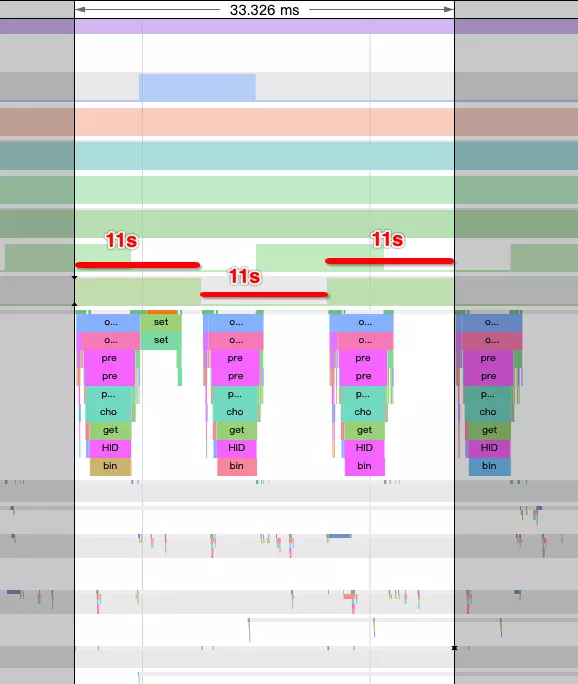 33.326 ms
11s
11s
11s
o... set o... o... o...
o... set o... o... o...
pre pre pre pre
pre pre pre pre
p... p... p... p...
cho cho cho cho
get get get get
HID HID HID HID
bin bin bin bin